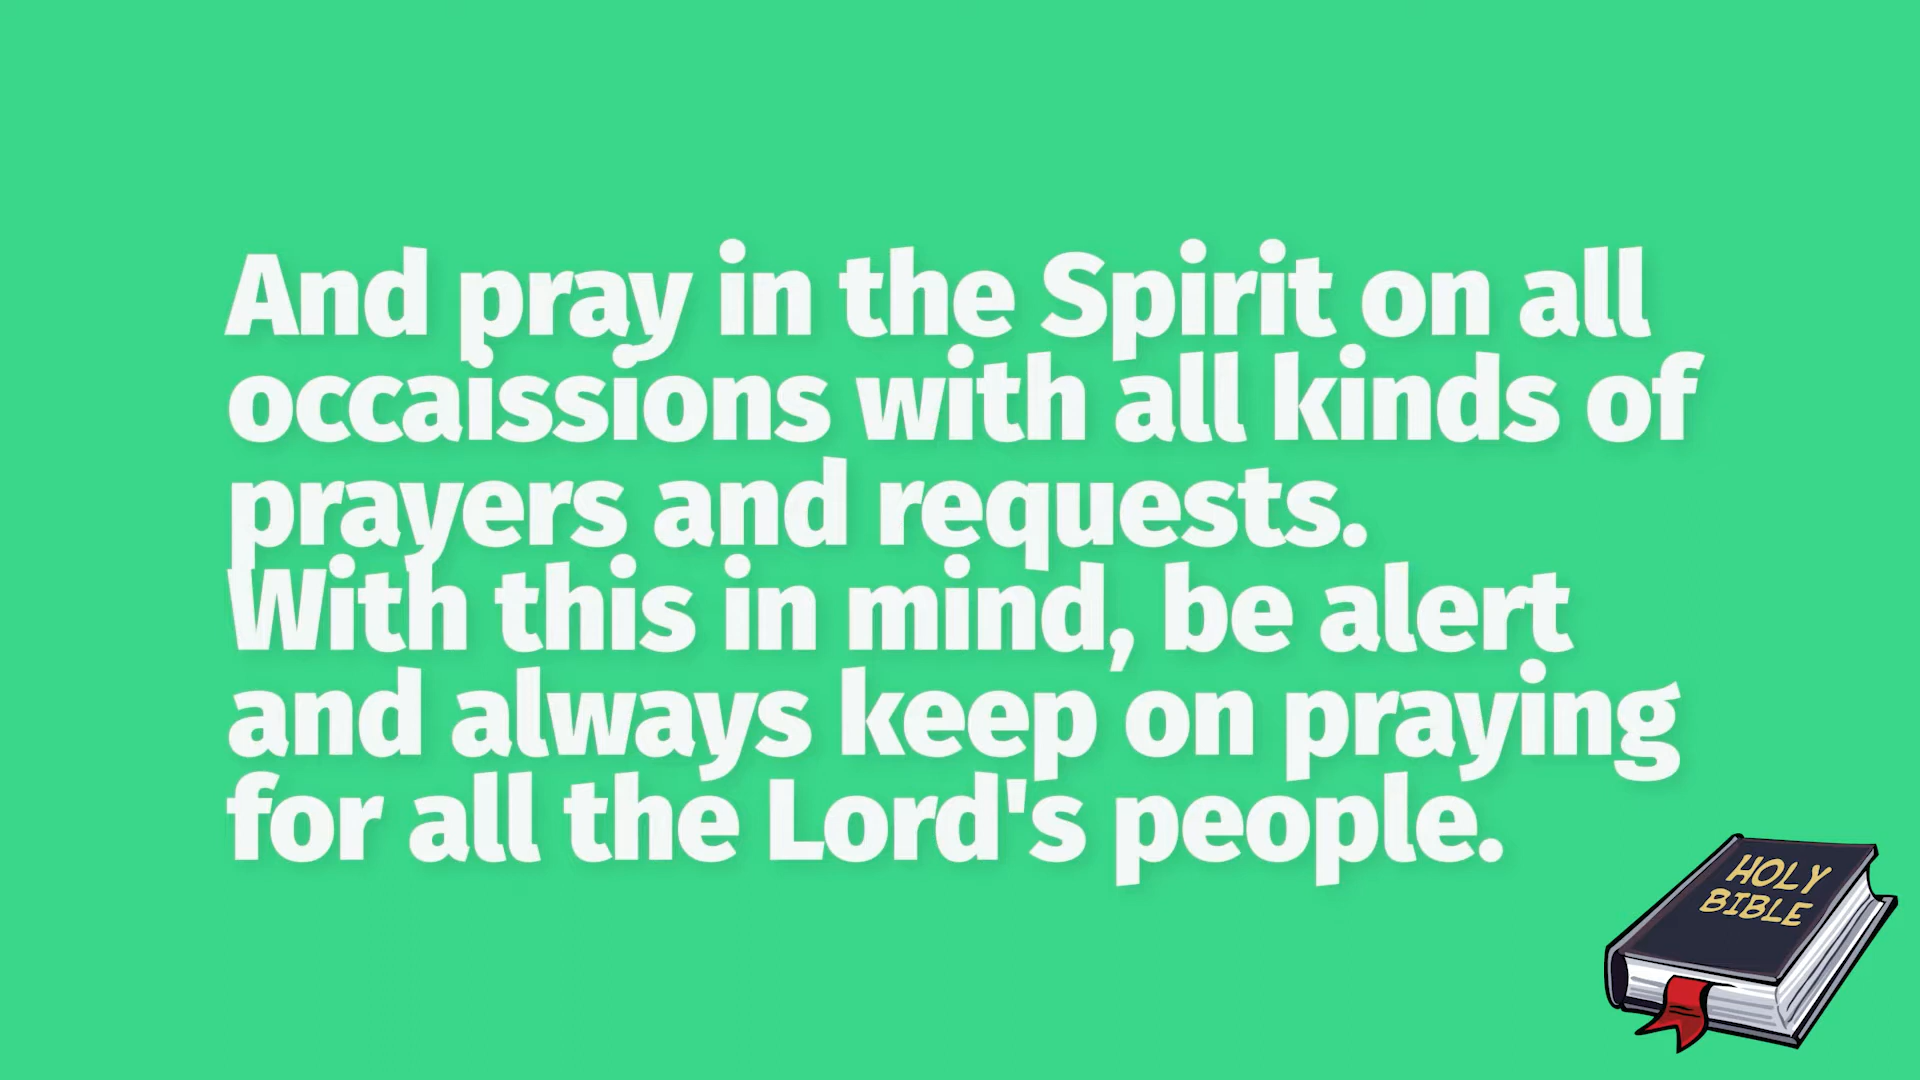 And pray in the Spirit on all
occaissions with all kinds of
prayers and requests.
With this in mind, be alert
and always keep on praying
for all the Lord's people.
HOLY
BIBLE